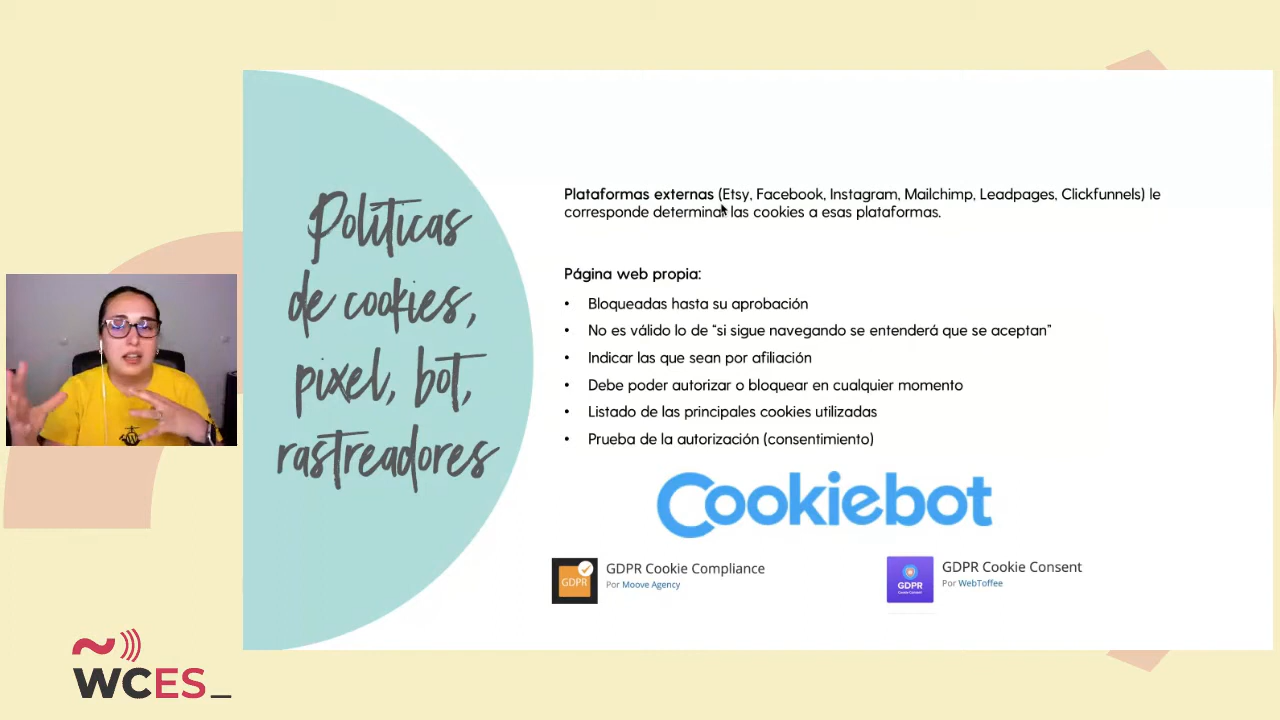 Políticas
de cookies,
pixel, bot,
rastreadores
Plataformas externas (Etsy, Facebook, Instagram, Mailchimp, Leadpages, Clickfunnels) le
corresponde determinar las cookies a esas plataformas.
Página web propia:
• Bloqueadas hasta su aprobación
• No es válido lo de “si sigue navegando se entenderá que se aceptan”
• Indicar las que sean por afiliación
• Debe poder autorizar o bloquear en cualquier momento
• Listado de las principales cookies utilizadas
• Prueba de la autorización (consentimiento)
Cookiebot
GDPR
GDPR Cookie Compliance
Por Moove Agency
GDPR
Cookie Consent
GDPR Cookie Consent
Por WebToffee
WCES_